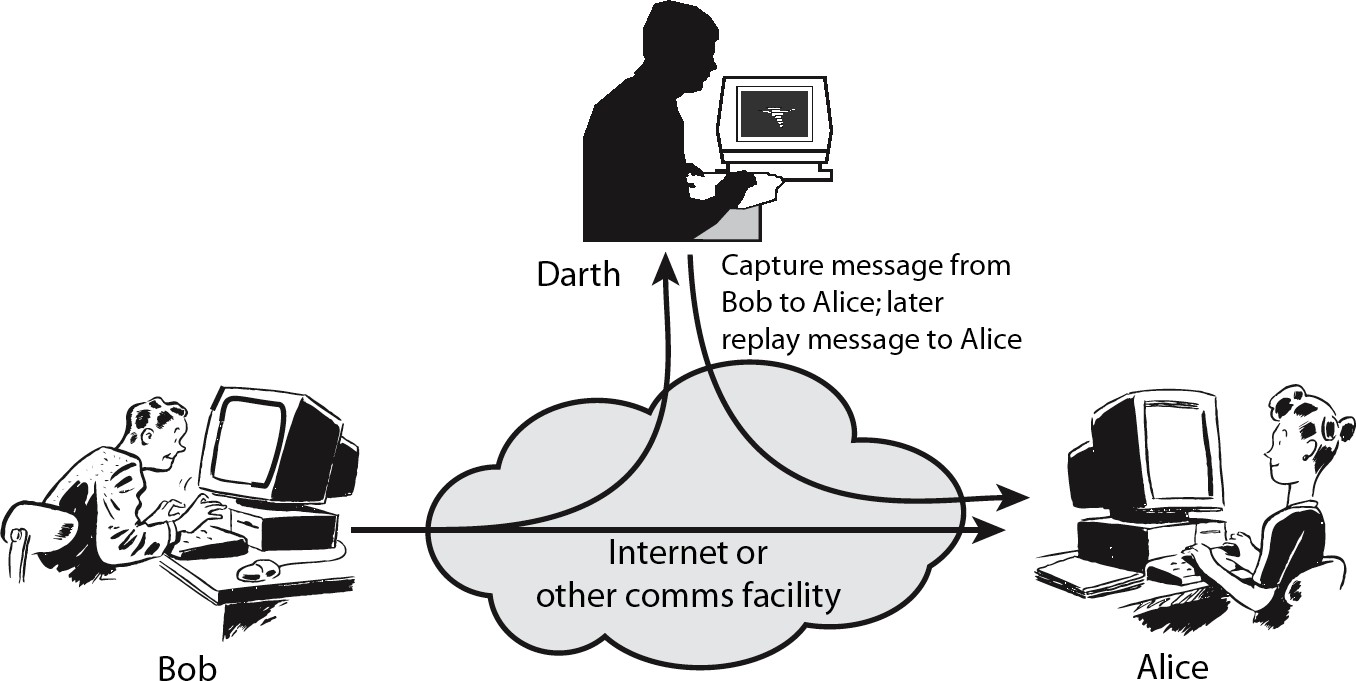 Darth
Capture message from
Bob to Alice; later
replay message to Alice
Internet or
other comms facility
Bob
Alice